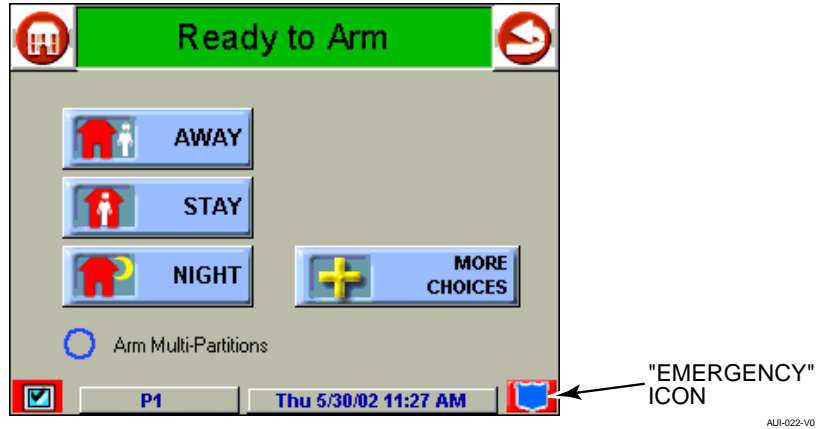 Ready to Arm
AWAY
STAY
NIGHT
MORE
CHOICES
Arm Multi-Partitions
P1
Thu 5/30/02 11:27 AM
"EMERGENCY"
ICON
AUI-022-V0